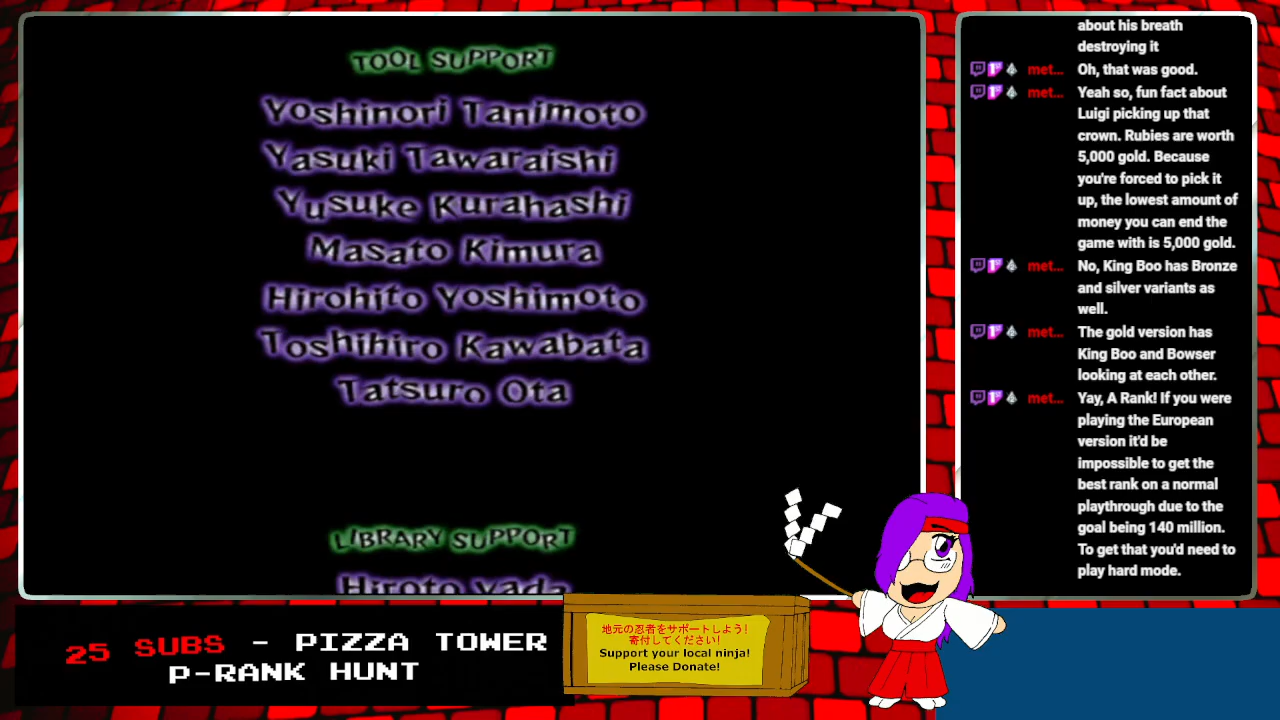 TOOL SUPPORT
Yoshinori Tanimoto
Yasuki Tawaraishi
Yusuke Kurahashi
Masato Kimura
Hirohito Yoshimoto
Toshihiro Kawabata
Tatsuro Ota
LIBRARY SUPPORT
Hiroto yada
about his breath
destroying it
met... Oh, that was good.
met... Yeah so, fun fact about
Luigi picking up that
crown. Rubies are worth
5,000 gold. Because
you're forced to pick it
up, the lowest amount of
money you can end the
game with is 5,000 gold.
met... No, King Boo has Bronze
and silver variants as
well.
met... The gold version has
King Boo and Bowser
looking at each other.
met... Yay, A Rank! If you were
playing the European
version it'd be
impossible to get the
best rank on a normal
playthrough due to the
goal being 140 million.
To get that you'd need to
play hard mode.
25 SUBS - PIZZA TOWER
P-RANK HUNT
地元の忍者をサポートしよう!
寄付してください!
Support your local ninja!
Please Donate!